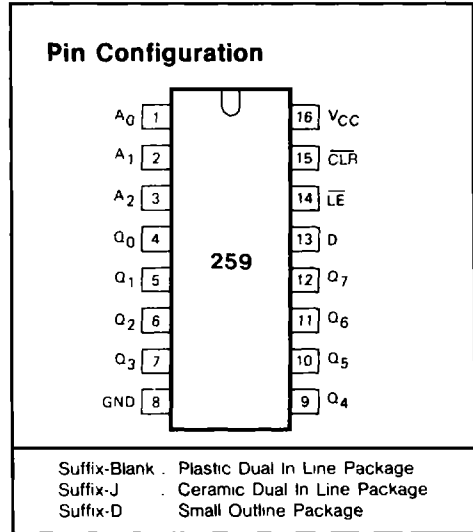 Pin Configuration
A0 1 16 VCC
A1 2 15 CLR
A2 3 14 LE
Q0 4 13 D
259
Q1 5 12 Q7
Q2 6 11 Q6
Q3 7 10 Q5
GND 8 9 Q4
Suffix-Blank . Plastic Dual In Line Package
Suffix-J . Ceramic Dual In Line Package
Suffix-D Small Outline Package